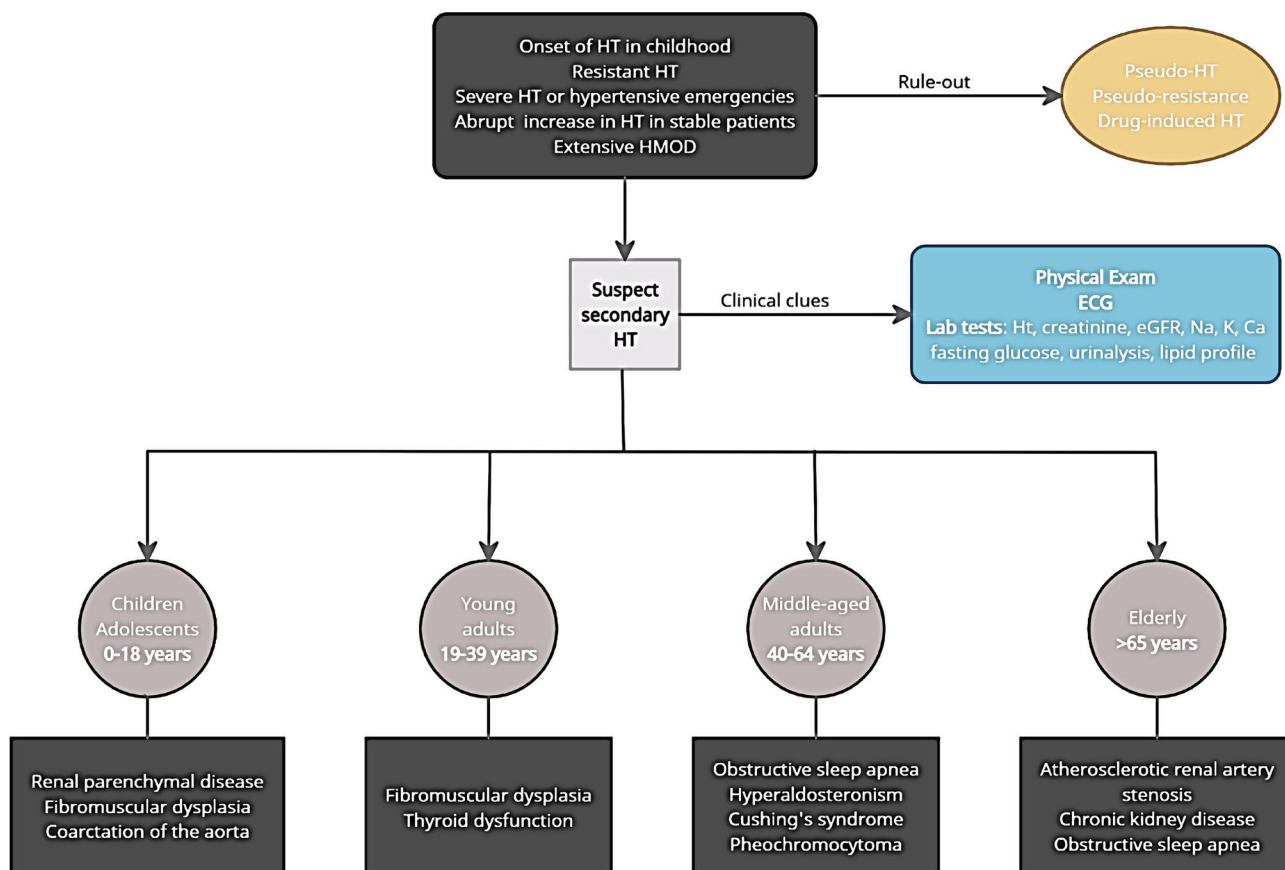 Onset of HT in childhood
Resistant HT
Severe HT or hypertensive emergencies
Abrupt increase in HT in stable patients
Extensive HMOD
Rule-out
Pseudo-HT
Pseudo-resistance
Drug-induced HT
Suspect
secondary
HT
Clinical clues
Physical Exam
ECG
Lab tests: Ht, creatinine, eGFR, Na, K, Ca
fasting glucose, urinalysis, lipid profile
Children
Adolescents
0-18 years
Young
adults
19-39 years
Middle-aged
adults
40-64 years
Elderly
>65 years
Renal parenchymal disease
Fibromuscular dysplasia
Coarctation of the aorta
Fibromuscular dysplasia
Thyroid dysfunction
Obstructive sleep apnea
Hyperaldosteronism
Cushing's syndrome
Pheochromocytoma
Atherosclerotic renal artery
stenosis
Chronic kidney disease
Obstructive sleep apnea